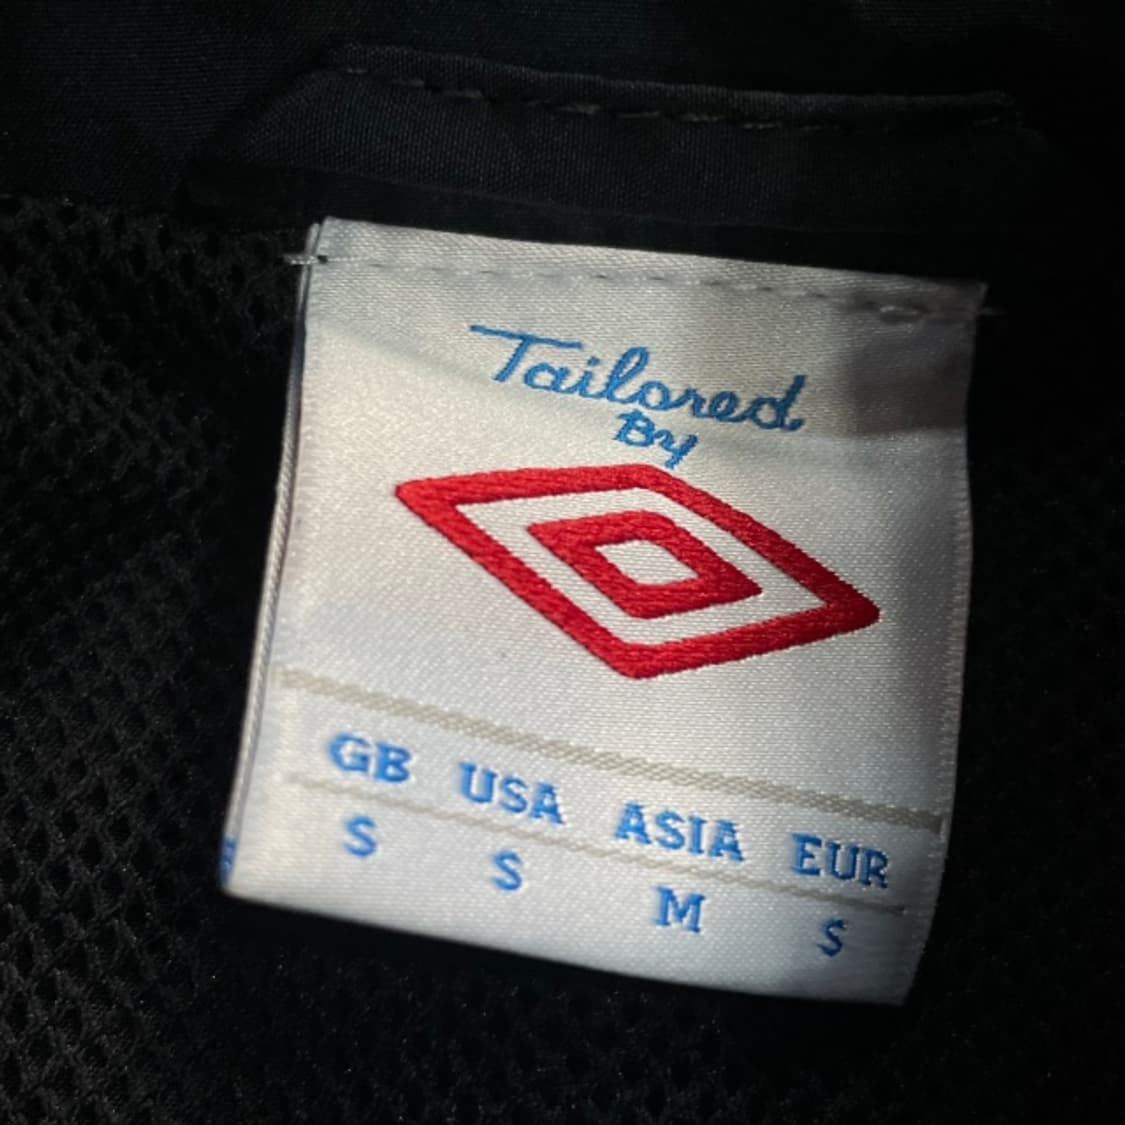 Tailored
By
GB USA ASIA EUR
S S M S